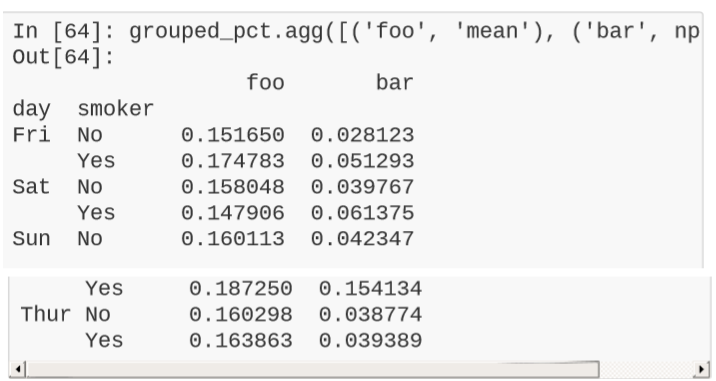 In [64]: grouped_pct.agg([('foo', 'mean'), ('bar', np
Out[64]:
foo bar
day smoker
Fri No 0.151650 0.028123
Yes 0.174783 0.051293
Sat No 0.158048 0.039767
Yes 0.147906 0.061375
Sun No 0.160113 0.042347
Yes 0.187250 0.154134
Thur No 0.160298 0.038774
Yes 0.163863 0.039389